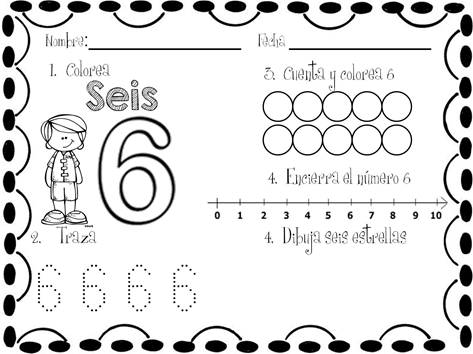 Nombre: Fecha
1. Colorea
Seis
6
2. Traza
6 6 6 6
3. Cuenta y colorea 6
4. Encierra el número 6
0 1 2 3 4 5 6 7 8 9 10
4. Dibuja seis estrellas